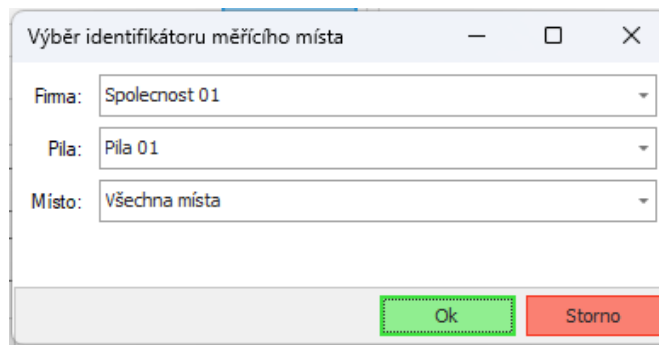 Výběr identifikátoru měřícího místa
Firma: Spolecnost 01
Pila: Pila 01
Místo: Všechna místa
Ok Storno